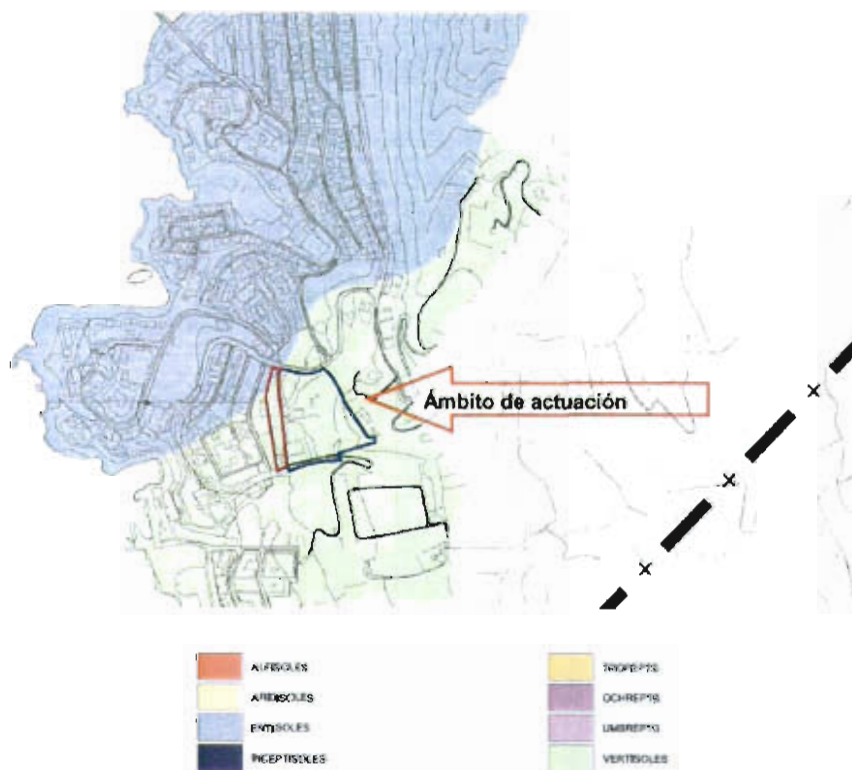 Ámbito de actuación
ALFISOLES
ARIDISOLES
ENTISOLES
INCEPTISOLES
TROPEPTS
OCHREPTS
UMBREPTS
VERTISOLES